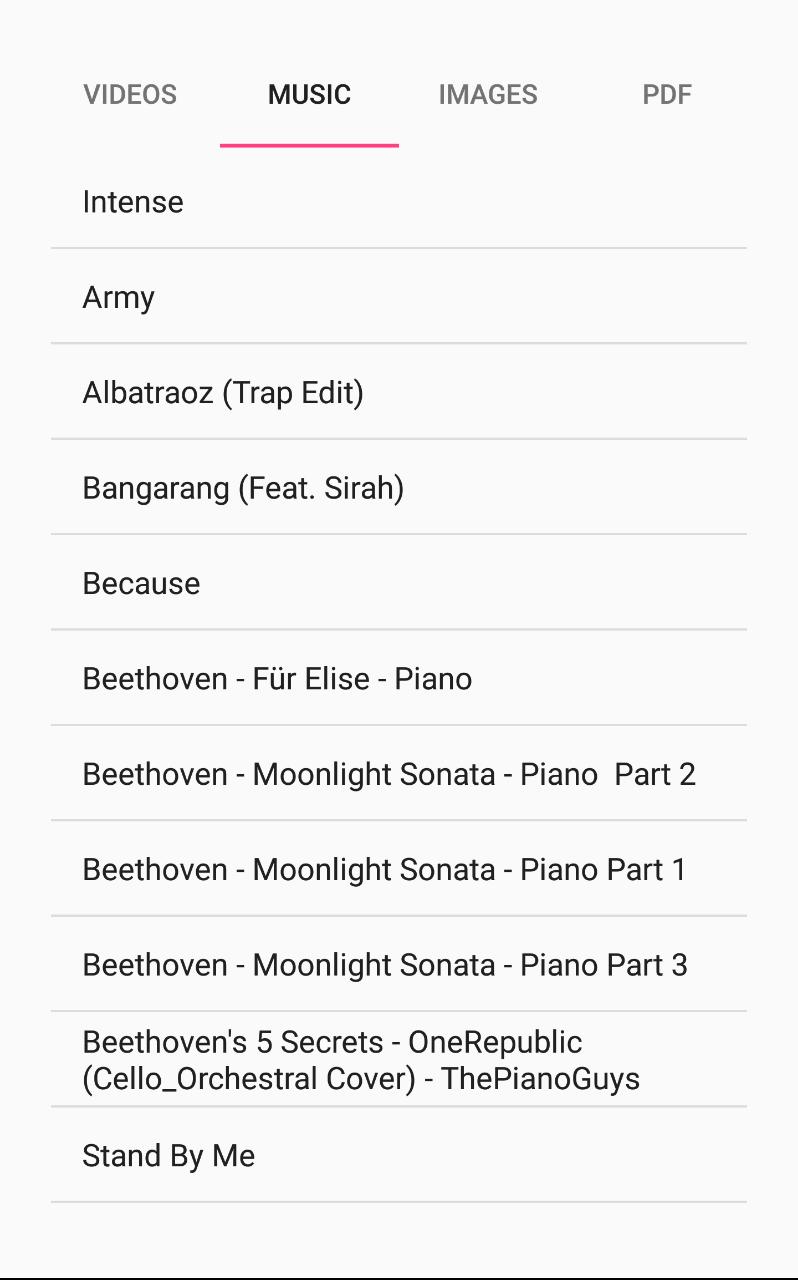 VIDEOS MUSIC IMAGES PDF
Intense
Army
Albatraoz (Trap Edit)
Bangarang (Feat. Sirah)
Because
Beethoven - Für Elise - Piano
Beethoven - Moonlight Sonata - Piano  Part 2
Beethoven - Moonlight Sonata - Piano Part 1
Beethoven - Moonlight Sonata - Piano Part 3
Beethoven's 5 Secrets - OneRepublic
(Cello_Orchestral Cover) - ThePianoGuys
Stand By Me